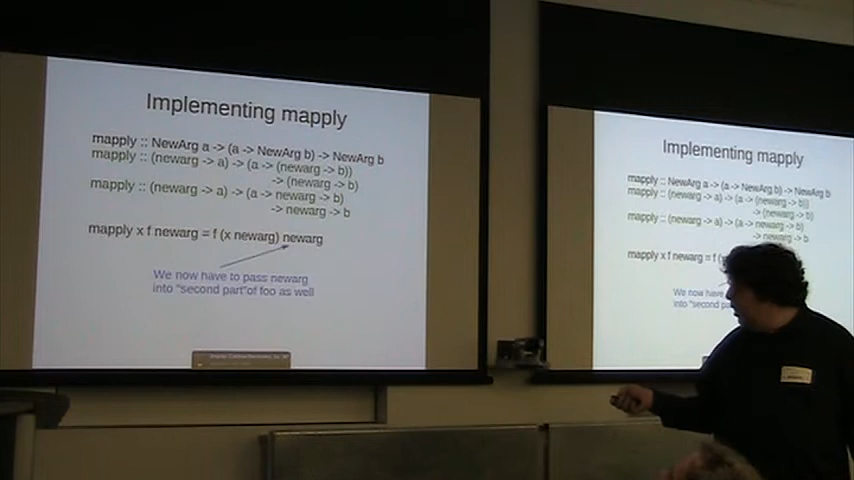 Implementing mapply
mapply :: NewArg a -> (a -> NewArg b) -> NewArg b
mapply :: (newarg -> a) -> (a -> (newarg -> b))
-> (newarg -> b)
mapply :: (newarg -> a) -> (a -> newarg -> b)
-> newarg -> b
mapply x f newarg = f (x newarg) newarg
We now have to pass newarg
into "second part"of foo as well
Implementing mapply
mapply :: NewArg a -> (a -> NewArg b) -> NewArg b
mapply :: (newarg -> a) -> (a -> (newarg -> b))
-> (newarg -> b)
mapply :: (newarg -> a) -> (a -> newarg -> b)
-> newarg -> b
mapply x f newarg = f (
We now have
into "second pa